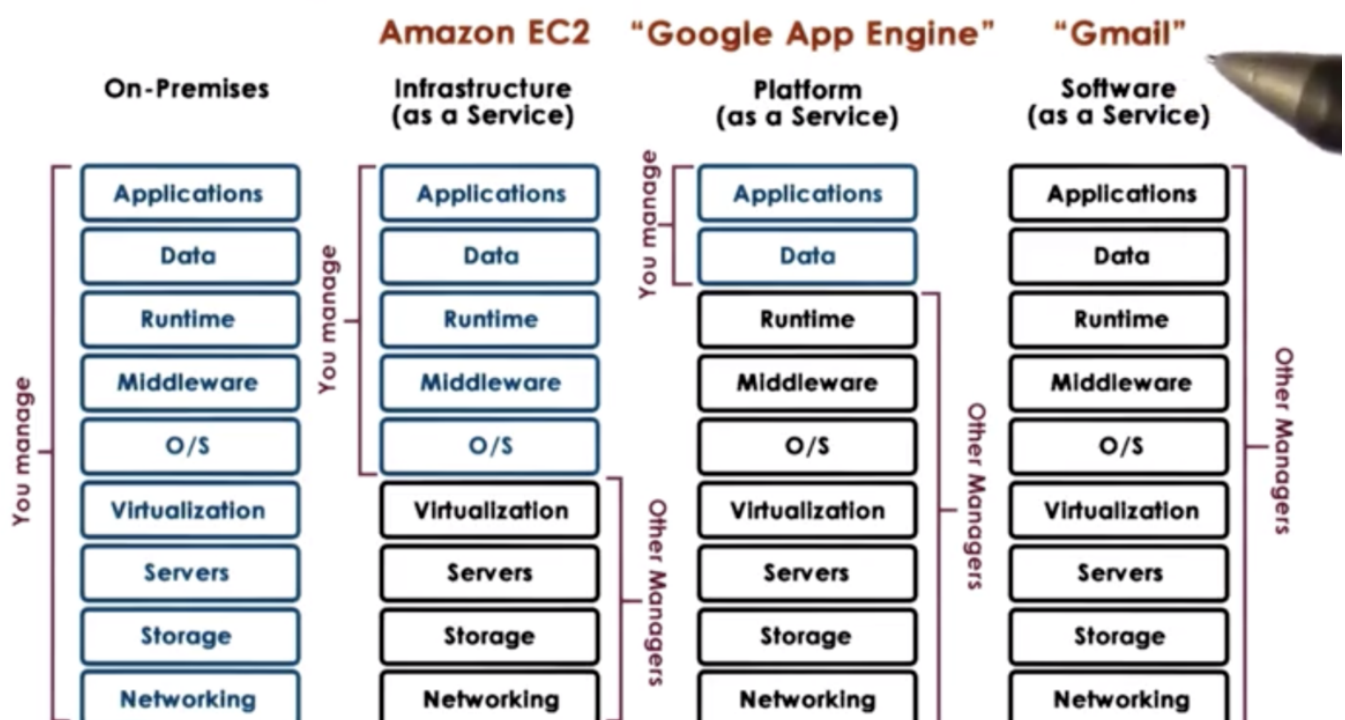 Amazon EC2 “Google App Engine” “Gmail”
On-Premises
Infrastructure
(as a Service)
Platform
(as a Service)
Software
(as a Service)
You manage
Applications
Data
Runtime
Middleware
O/S
Virtualization
Servers
Storage
Networking
You manage
Applications
Data
Runtime
Middleware
O/S
Virtualization
Servers
Storage
Networking
Other Managers
You manage
Applications
Data
Runtime
Middleware
O/S
Virtualization
Servers
Storage
Networking
Other Managers
Applications
Data
Runtime
Middleware
O/S
Virtualization
Servers
Storage
Networking
Other Managers